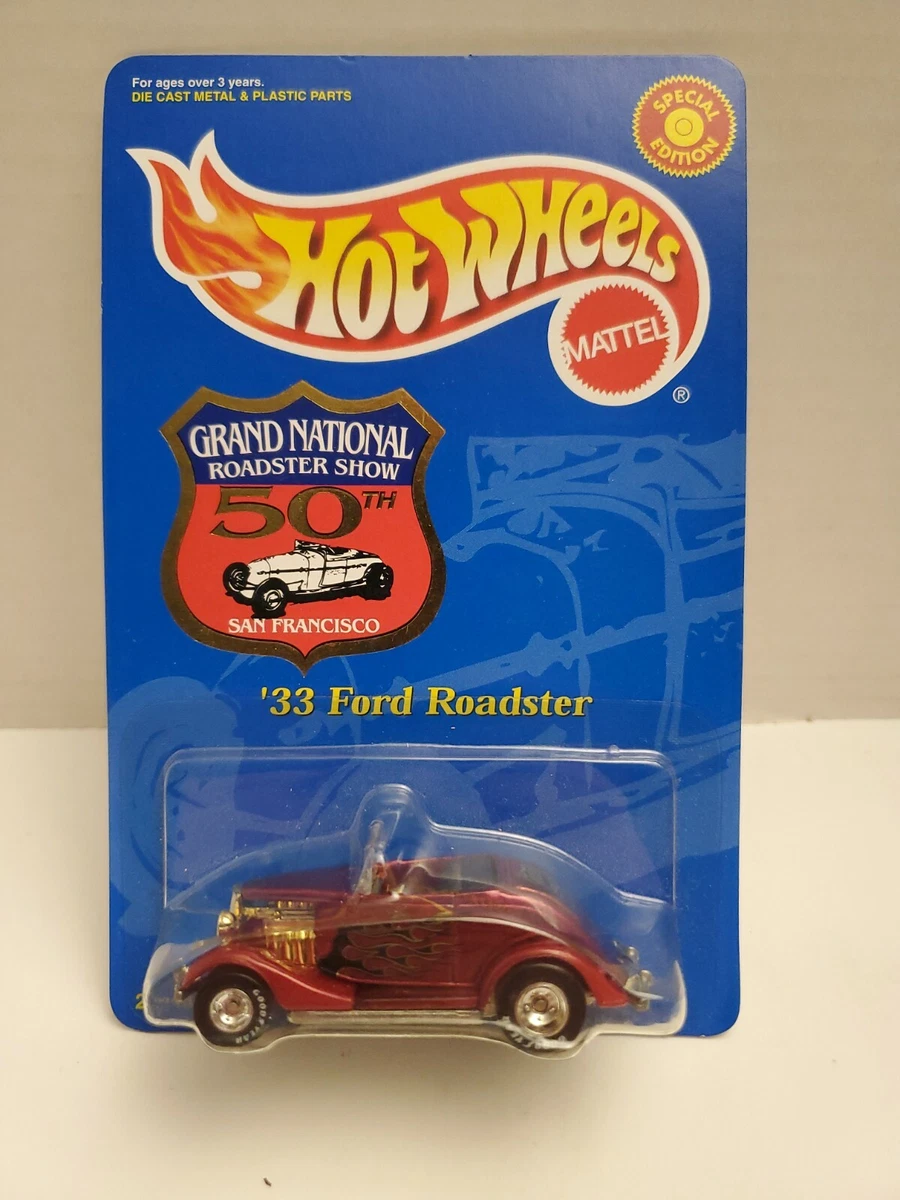 For ages over 3 years.
DIE CAST METAL & PLASTIC PARTS
SPECIAL
EDITION
Hot Wheels
MATTEL
®
GRAND NATIONAL
ROADSTER SHOW
50TH
SAN FRANCISCO
'33 Ford Roadster
GOODYEAR